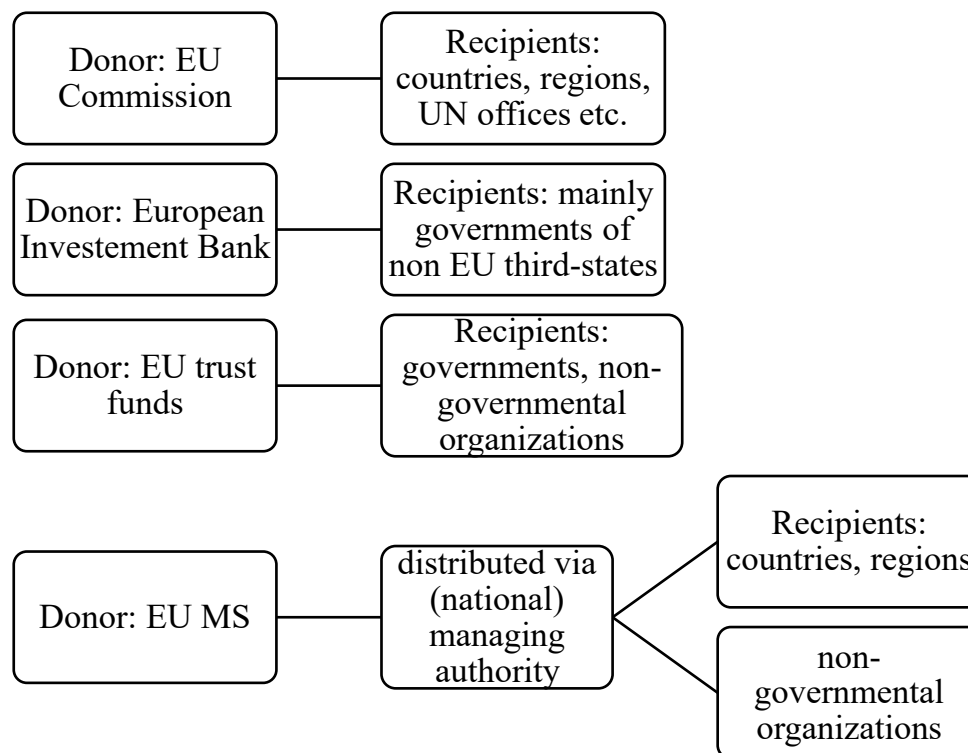 Donor: EU
Commission
Recipients:
countries, regions,
UN offices etc.
Donor: European
Investement Bank
Recipients: mainly
governments of
non EU third-states
Donor: EU trust
funds
Recipients:
governments, non-
governmental
organizations
Donor: EU MS
distributed via
(national)
managing
authority
Recipients:
countries, regions
non-
governmental
organizations